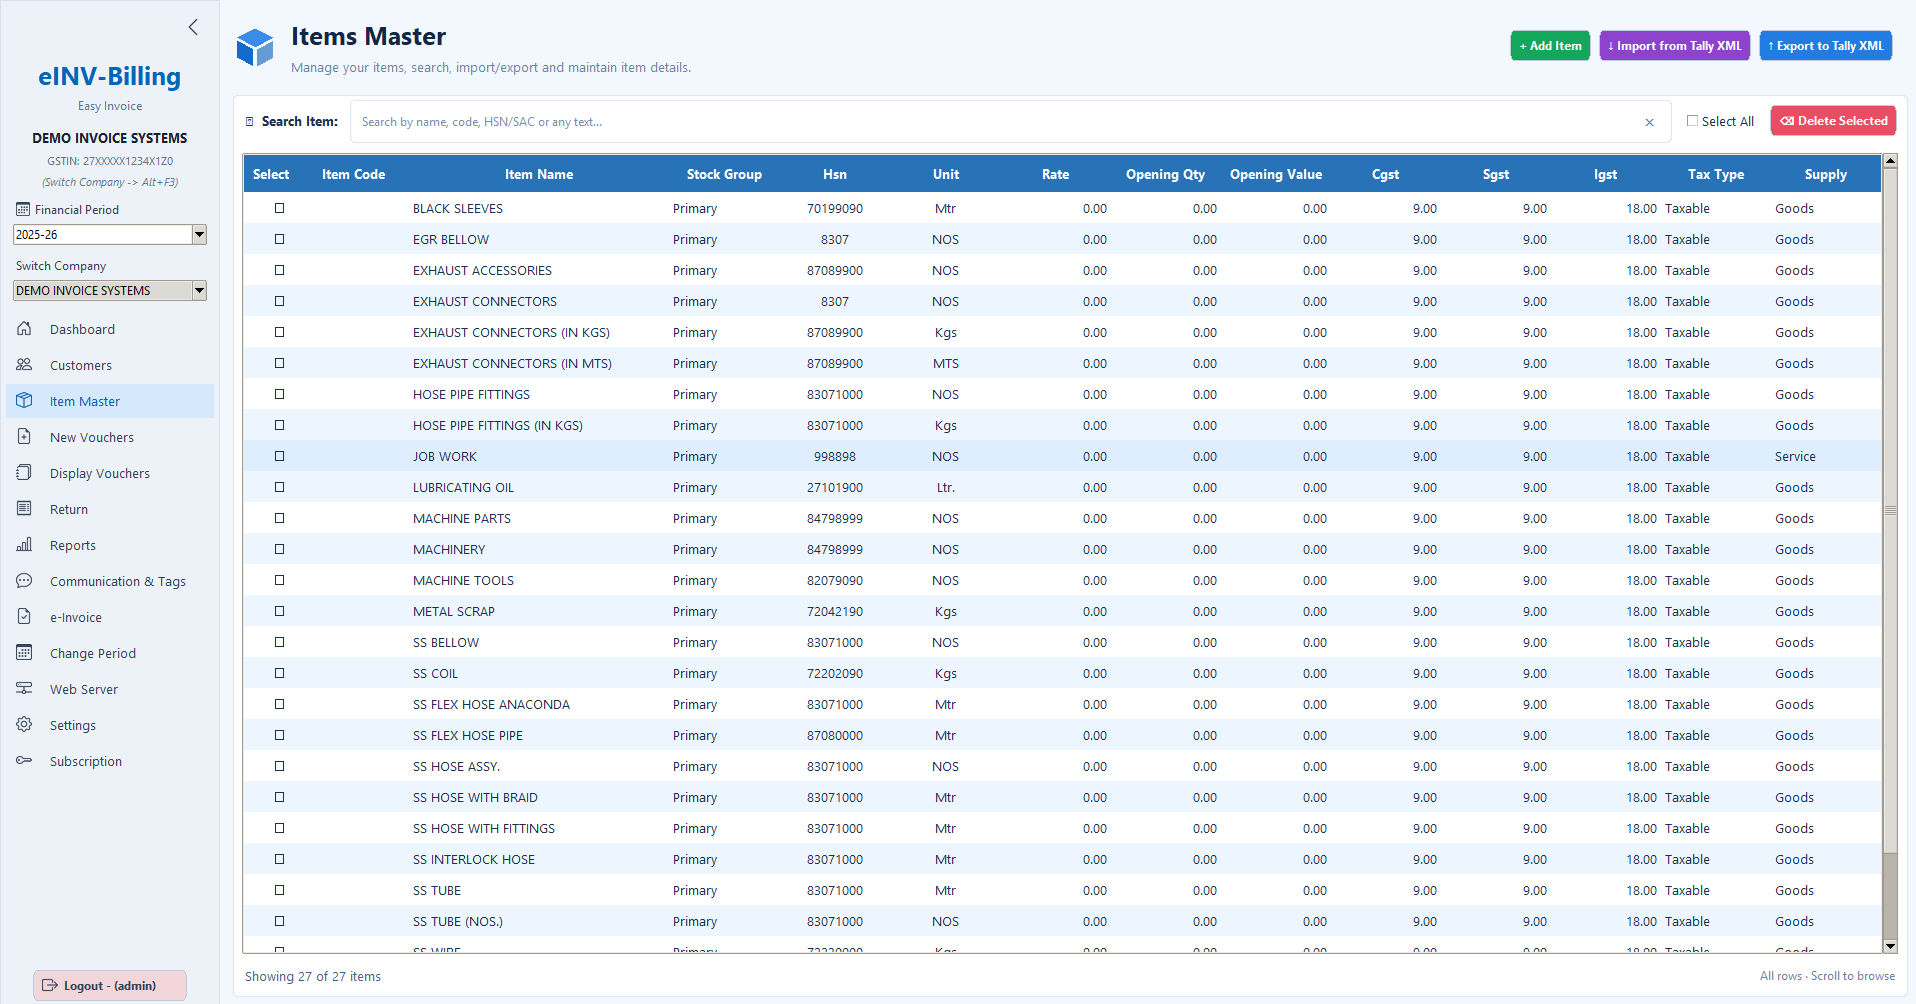 eINV-Billing
Easy Invoice
DEMO INVOICE SYSTEMS
GSTIN: 27XXXXX1234X1Z0
(Switch Company -> Alt+F3)
Financial Period
2025-26
Switch Company
DEMO INVOICE SYSTEMS
Dashboard
Customers
Item Master
New Vouchers
Display Vouchers
Return
Reports
Communication & Tags
e-Invoice
Change Period
Web Server
Settings
Subscription
Logout - (admin)
Items Master
Manage your items, search, import/export and maintain item details.
+ Add Item
↓ Import from Tally XML
↑ Export to Tally XML
Search Item:
Search by name, code, HSN/SAC or any text...
Select All
Delete Selected
Select Item Code Item Name Stock Group Hsn Unit Rate Opening Qty Opening Value Cgst Sgst Igst Tax Type Supply
BLACK SLEEVES Primary 70199090 Mtr 0.00 0.00 0.00 9.00 9.00 18.00 Taxable Goods
EGR BELLOW Primary 8307 NOS 0.00 0.00 0.00 9.00 9.00 18.00 Taxable Goods
EXHAUST ACCESSORIES Primary 87089900 NOS 0.00 0.00 0.00 9.00 9.00 18.00 Taxable Goods
EXHAUST CONNECTORS Primary 8307 NOS 0.00 0.00 0.00 9.00 9.00 18.00 Taxable Goods
EXHAUST CONNECTORS (IN KGS) Primary 87089900 Kgs 0.00 0.00 0.00 9.00 9.00 18.00 Taxable Goods
EXHAUST CONNECTORS (IN MTS) Primary 87089900 MTS 0.00 0.00 0.00 9.00 9.00 18.00 Taxable Goods
HOSE PIPE FITTINGS Primary 83071000 NOS 0.00 0.00 0.00 9.00 9.00 18.00 Taxable Goods
HOSE PIPE FITTINGS (IN KGS) Primary 83071000 Kgs 0.00 0.00 0.00 9.00 9.00 18.00 Taxable Goods
JOB WORK Primary 998898 NOS 0.00 0.00 0.00 9.00 9.00 18.00 Taxable Service
LUBRICATING OIL Primary 27101900 Ltr. 0.00 0.00 0.00 9.00 9.00 18.00 Taxable Goods
MACHINE PARTS Primary 84798999 NOS 0.00 0.00 0.00 9.00 9.00 18.00 Taxable Goods
MACHINERY Primary 84798999 NOS 0.00 0.00 0.00 9.00 9.00 18.00 Taxable Goods
MACHINE TOOLS Primary 82079090 NOS 0.00 0.00 0.00 9.00 9.00 18.00 Taxable Goods
METAL SCRAP Primary 72042190 Kgs 0.00 0.00 0.00 9.00 9.00 18.00 Taxable Goods
SS BELLOW Primary 83071000 NOS 0.00 0.00 0.00 9.00 9.00 18.00 Taxable Goods
SS COIL Primary 72202090 Kgs 0.00 0.00 0.00 9.00 9.00 18.00 Taxable Goods
SS FLEX HOSE ANACONDA Primary 83071000 Mtr 0.00 0.00 0.00 9.00 9.00 18.00 Taxable Goods
SS FLEX HOSE PIPE Primary 87080000 Mtr 0.00 0.00 0.00 9.00 9.00 18.00 Taxable Goods
SS HOSE ASSY. Primary 83071000 NOS 0.00 0.00 0.00 9.00 9.00 18.00 Taxable Goods
SS HOSE WITH BRAID Primary 83071000 Mtr 0.00 0.00 0.00 9.00 9.00 18.00 Taxable Goods
SS HOSE WITH FITTINGS Primary 83071000 Mtr 0.00 0.00 0.00 9.00 9.00 18.00 Taxable Goods
SS INTERLOCK HOSE Primary 83071000 Mtr 0.00 0.00 0.00 9.00 9.00 18.00 Taxable Goods
SS TUBE Primary 83071000 Mtr 0.00 0.00 0.00 9.00 9.00 18.00 Taxable Goods
SS TUBE (NOS.) Primary 83071000 NOS 0.00 0.00 0.00 9.00 9.00 18.00 Taxable Goods
Showing 27 of 27 items
All rows · Scroll to browse